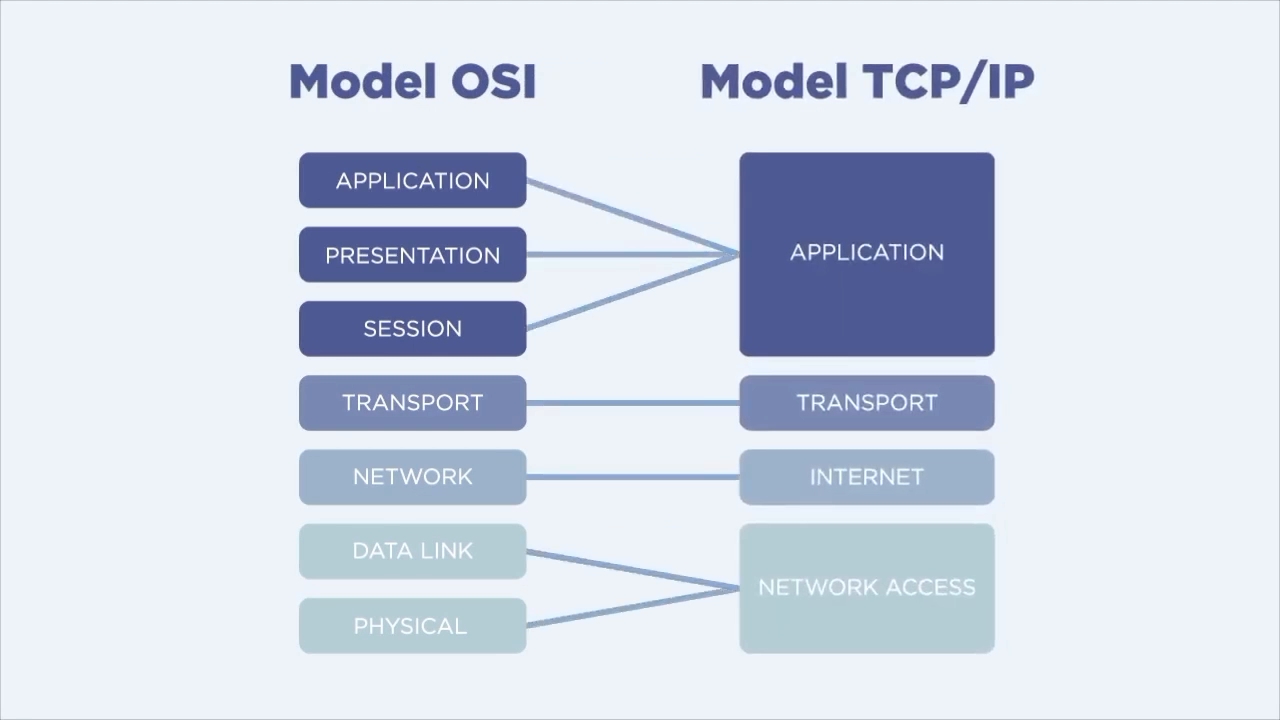 Model OSI
Model TCP/IP
APPLICATION
PRESENTATION
SESSION
TRANSPORT
NETWORK
DATA LINK
PHYSICAL
APPLICATION
TRANSPORT
INTERNET
NETWORK ACCESS